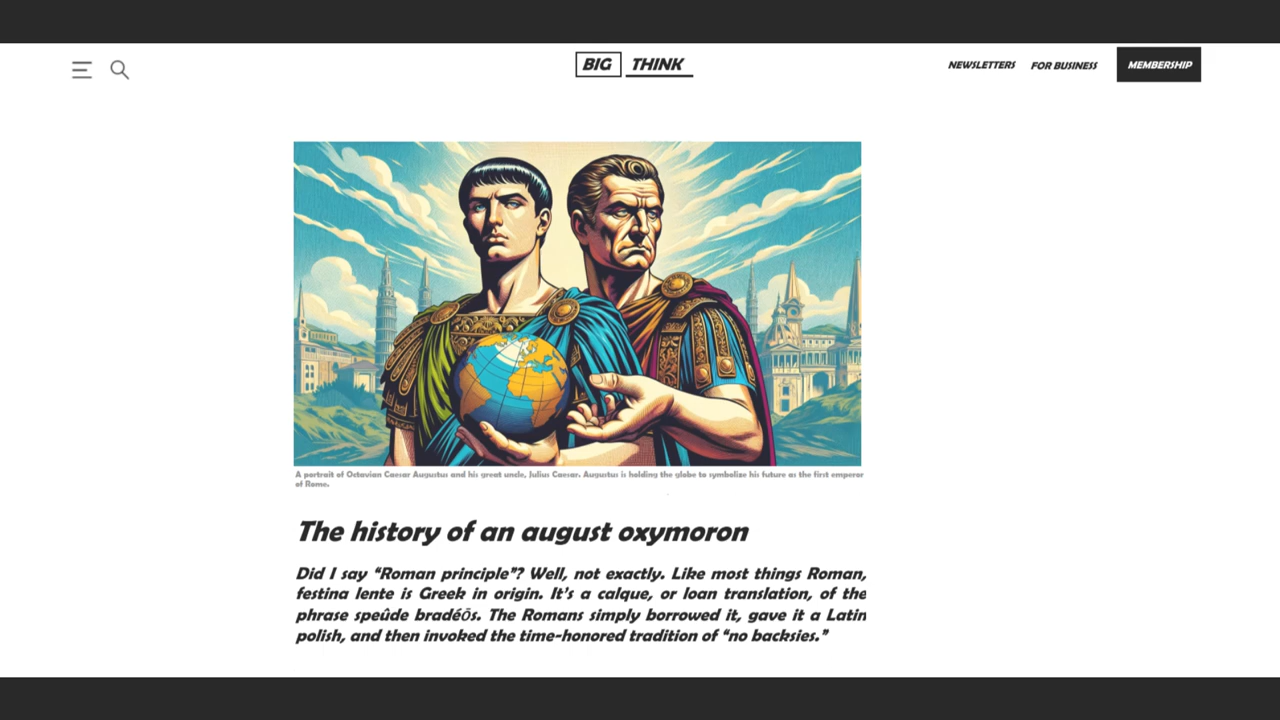 BIG THINK
NEWSLETTERS FOR BUSINESS MEMBERSHIP
A portrait of Octavian Caesar Augustus and his great uncle, Julius Caesar. Augustus is holding the globe to symbolize his future as the first emperor
of Rome.
The history of an august oxymoron
Did I say “Roman principle”? Well, not exactly. Like most things Roman,
festina lente is Greek in origin. It’s a calque, or loan translation, of the
phrase speûde bradéōs. The Romans simply borrowed it, gave it a Latin
polish, and then invoked the time-honored tradition of “no backsies.”